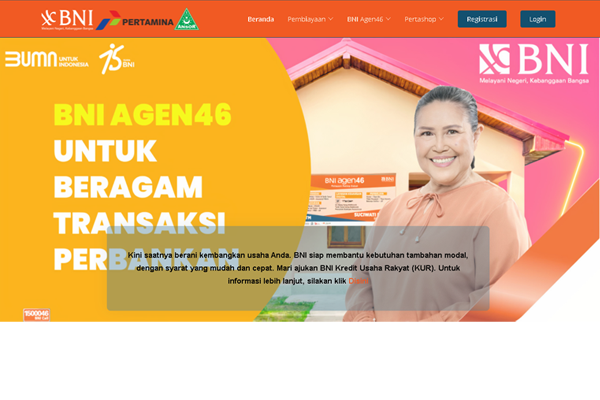 BNI
Melayani Negeri, Kebanggaan Bangsa
PERTAMINA
ANSOR
Beranda
Pembiayaan
BNI Agen46
Pertashop
Registrasi
Login
BUMN UNTUK INDONESIA
75
BNI
BNI
Melayani Negeri, Kebanggaan Bangsa
BNI AGEN46
UNTUK
BERAGAM
TRANSAKSI
PERBANKAN
BNI agen46
Kini saatnya berani kembangkan usaha Anda. BNI siap membantu kebutuhan tambahan modal,
dengan syarat yang mudah dan cepat. Mari ajukan BNI Kredit Usaha Rakyat (KUR). Untuk
informasi lebih lanjut, silakan klik
1500046